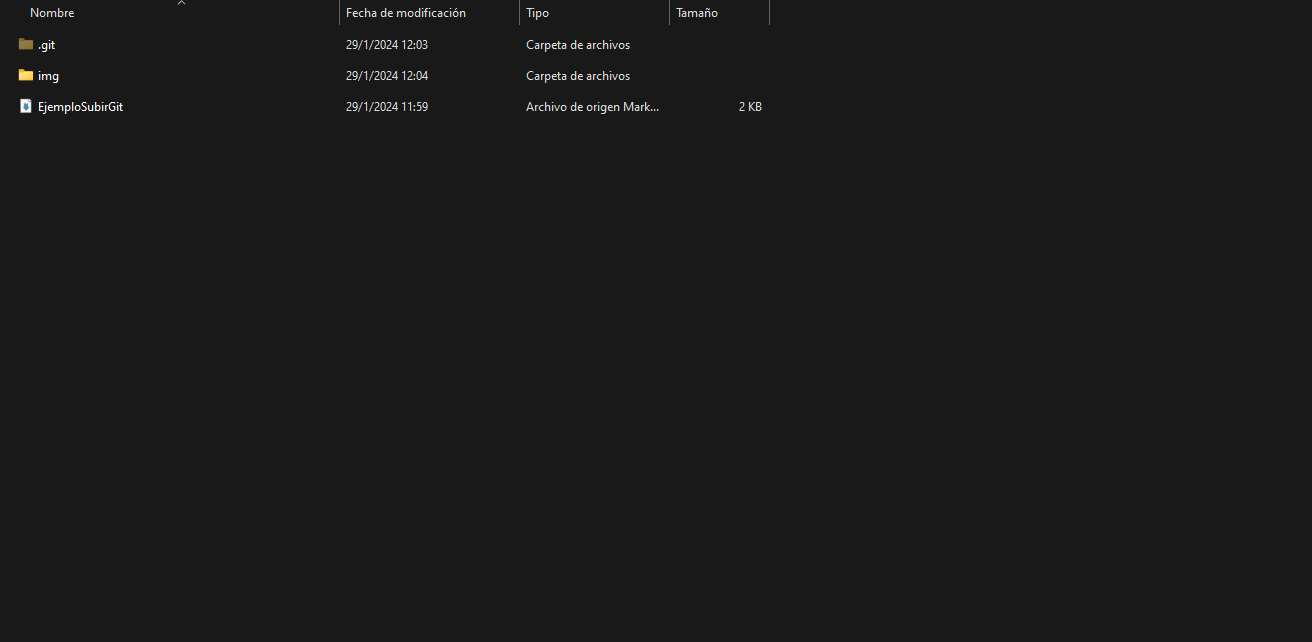 Nombre Fecha de modificación Tipo Tamaño
.git 29/1/2024 12:03 Carpeta de archivos
img 29/1/2024 12:04 Carpeta de archivos
EjemploSubirGit 29/1/2024 11:59 Archivo de origen Mark... 2 KB